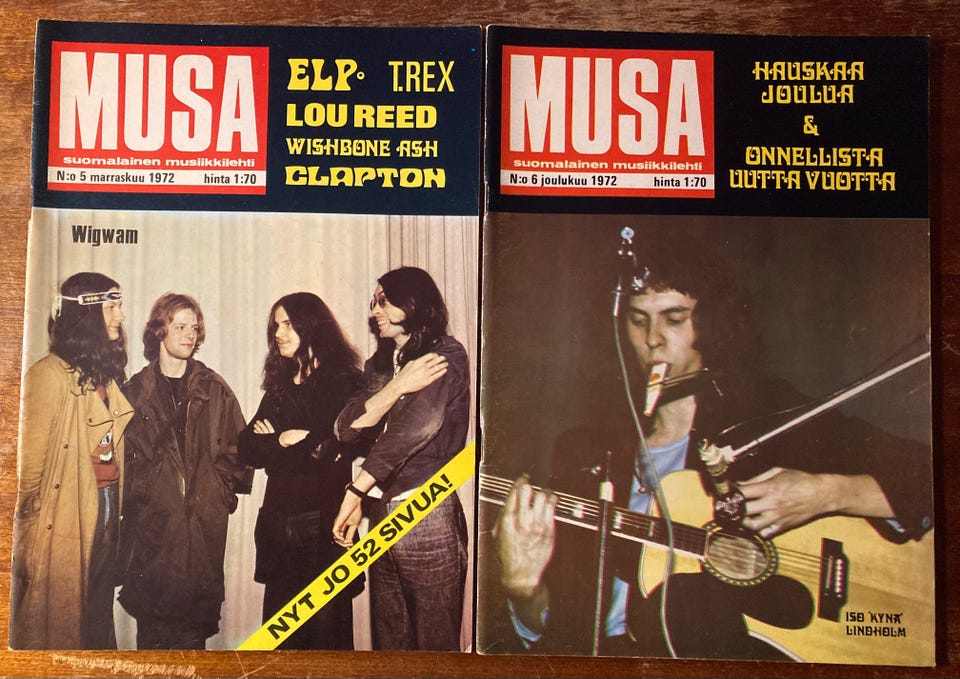 MUSA
suomalainen musiikkilehti
N:o 5 marraskuu 1972 hinta 1:70
ELP. T.REX
LOU REED
WISHBONE ASH
CLAPTON
Wigwam
NYT JO 52 SIVUA!
MUSA
suomalainen musiikkilehti
N:o 6 joulukuu 1972 hinta 1:70
HAUSKAA
JOULUA
&
ONNELLISTA
UUTTA VUOTTA
ISO 'KYNÄ'
LINDHOLM